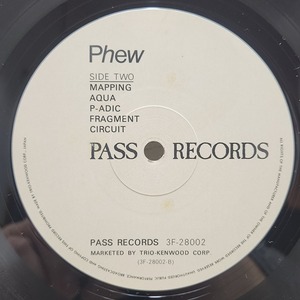 Phew
SIDE TWO
MAPPING
AQUA
P-ADIC
FRAGMENT
CIRCUIT
PASS RECORDS
PASS RECORDS 3F-28002
MARKETED BY TRIO-KENWOOD CORP.
(3F-28002-B)